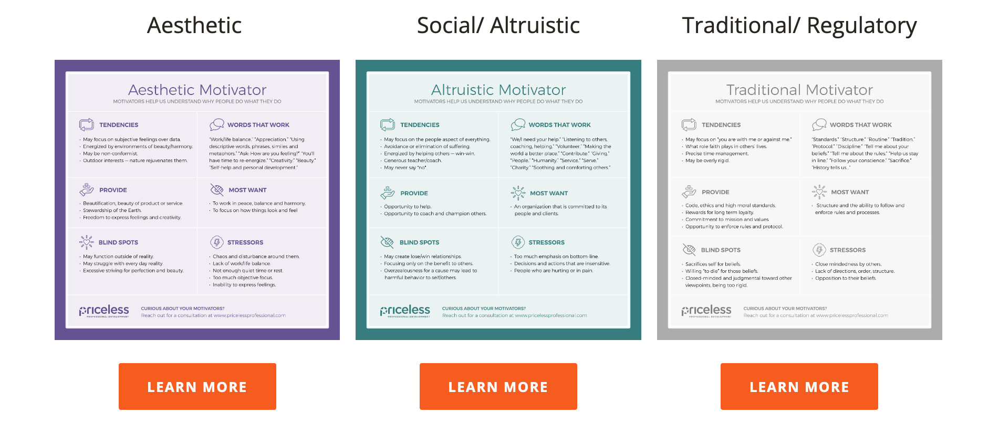 Aesthetic
Social/ Altruistic
Traditional/ Regulatory
Aesthetic Motivator
MOTIVATORS HELP US UNDERSTAND WHY PEOPLE DO WHAT THEY DO
TENDENCIES
· May focus on subjective feelings over data.
· Energized by environments of beauty/harmony.
· May be non-conformist.
· Outdoor interests — nature rejuvenates them.
WORDS THAT WORK
"Work/life balance." "Appreciation." "Using
descriptive words, phrases, similes and
metaphors." "Ask: How are you feeling?" "You'll
have time to re-energize." "Creativity." "Beauty."
"Self-help and personal development."
PROVIDE
· Beautification, beauty of product or service.
· Stewardship of the Earth.
· Freedom to express feelings and creativity.
MOST WANT
· To work in peace, balance and harmony.
· To focus on how things look and feel
BLIND SPOTS
· May function outside of reality.
· May struggle with every day reality.
· Excessive striving for perfection and beauty.
STRESSORS
· Chaos and disturbance around them.
· Lack of work/life balance.
· Not enough quiet time or rest.
· Too much objective focus.
· Inability to express feelings.
priceless
PROFESSIONAL DEVELOPMENT
CURIOUS ABOUT YOUR MOTIVATORS?
Reach out for a consultation at www.pricelessprofessional.com
Altruistic Motivator
MOTIVATORS HELP US UNDERSTAND WHY PEOPLE DO WHAT THEY DO
TENDENCIES
· May focus on the people aspect of everything.
· Avoidance or elimination of suffering.
· Energized by helping others — win-win.
· Generous teacher/coach.
· May never say "no".
WORDS THAT WORK
"We/I need your help." "Listening to others,
coaching, helping." "Volunteer." "Making the
world a better place." "Contribute." "Giving."
"People." "Humanity." "Service." "Serve."
"Charity." "Soothing and comforting others."
PROVIDE
· Opportunity to help.
· Opportunity to coach and champion others.
MOST WANT
· An organization that is committed to its
people and clients.
BLIND SPOTS
· May create lose/win relationships.
· Focusing only on the benefit to others.
· Overzealousness for a cause may lead to
harmful behavior to self/others.
STRESSORS
· Too much emphasis on bottom-line.
· Decisions and actions that are insensitive.
· People who are hurting or in pain.
priceless
PROFESSIONAL DEVELOPMENT
CURIOUS ABOUT YOUR MOTIVATORS?
Reach out for a consultation at www.pricelessprofessional.com
Traditional Motivator
MOTIVATORS HELP US UNDERSTAND WHY PEOPLE DO WHAT THEY DO
TENDENCIES
· May focus on "you are with me or against me."
· What role faith plays in others' lives.
· Precise time management.
· May be overly rigid.
WORDS THAT WORK
"Standards." "Structure." "Routine." "Tradition."
"Protocol." "Discipline." "Tell me about your
beliefs." "Tell me about the rules." "Help us stay
in line." "Follow your conscience." "Sacrifice."
"History tells us..."
PROVIDE
· Code, ethics and high moral standards.
· Rewards for long term loyalty.
· Commitment to mission and values.
· Opportunity to enforce rules and protocol.
MOST WANT
· Structure and the ability to follow and
enforce rules and processes.
BLIND SPOTS
· Sacrifices self for beliefs.
· Willing "to die" for those beliefs.
· Closed-minded and judgmental toward other
viewpoints, being too rigid.
STRESSORS
· Close mindedness by others.
· Lack of directions, order, structure.
· Opposition to their beliefs.
priceless
PROFESSIONAL DEVELOPMENT
CURIOUS ABOUT YOUR MOTIVATORS?
Reach out for a consultation at www.pricelessprofessional.com
LEARN MORE
LEARN MORE
LEARN MORE